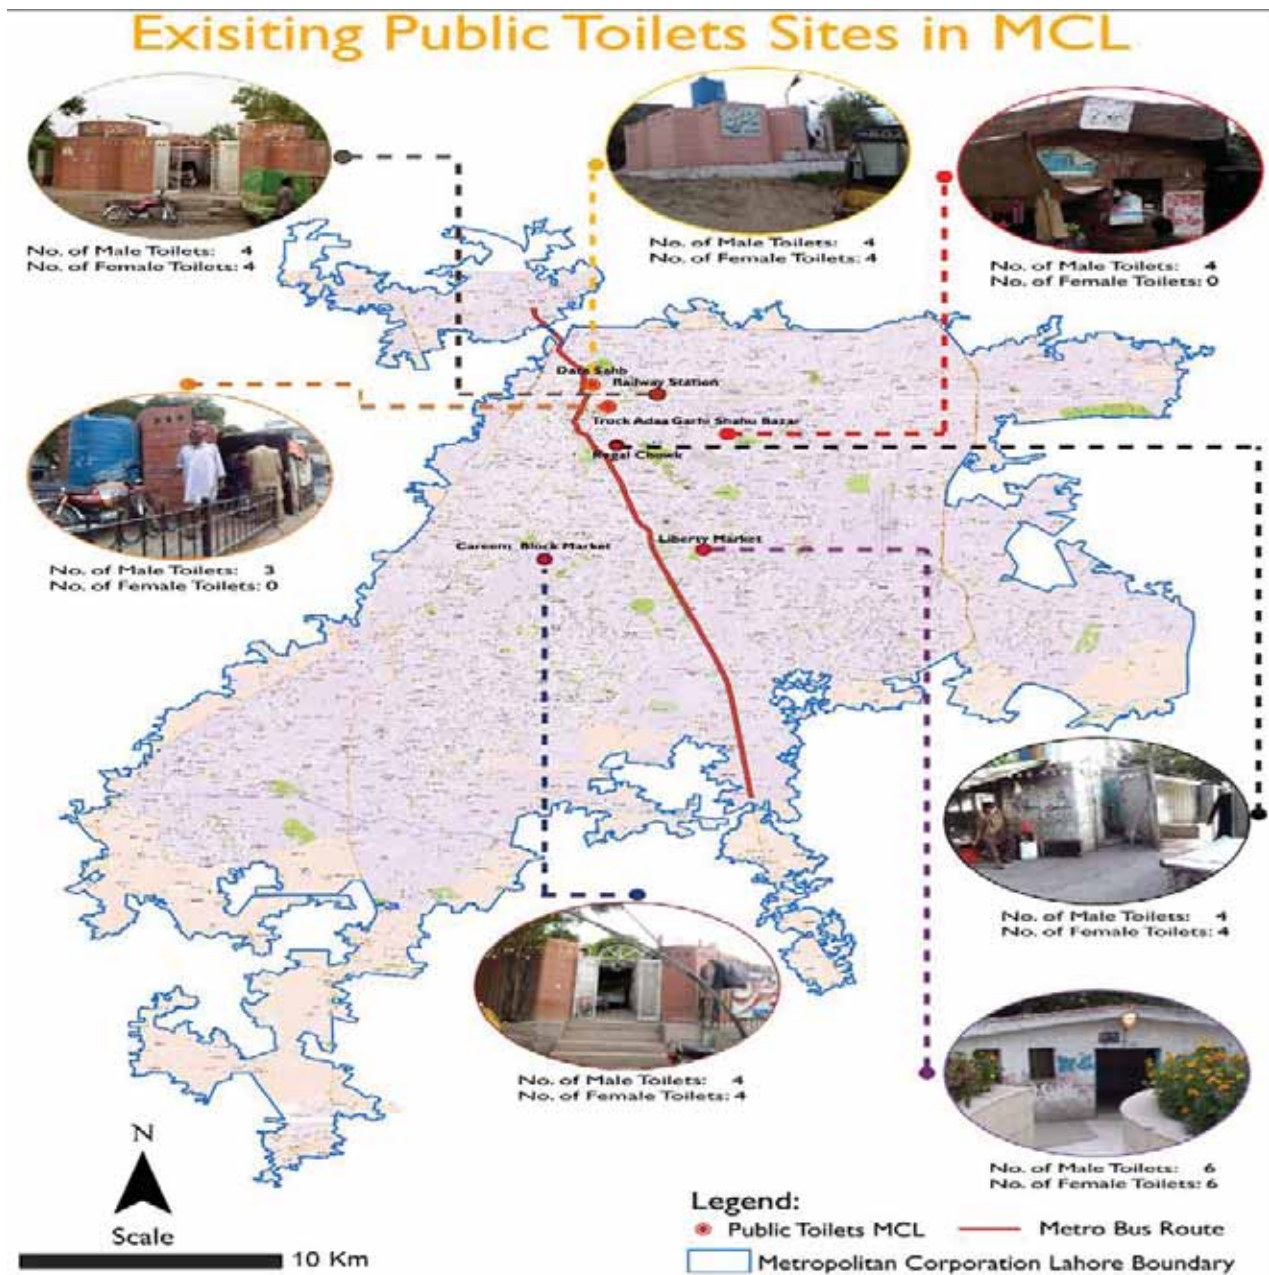 Exisiting Public Toilets Sites in MCL
No. of Male Toilets: 4
No. of Female Toilets: 4
No. of Male Toilets: 4
No. of Female Toilets: 4
No. of Male Toilets: 4
No. of Female Toilets: 0
Data Sahb
Railway Station
Truck Adaa Garhi Shahu Bazar
Regal Chowk
No. of Male Toilets: 3
No. of Female Toilets: 0
Careem Block Market
Liberty Market
No. of Male Toilets: 4
No. of Female Toilets: 4
No. of Male Toilets: 4
No. of Female Toilets: 4
No. of Male Toilets: 6
No. of Female Toilets: 6
N
Scale
10 Km
Legend:
Public Toilets MCL
Metro Bus Route
Metropolitan Corporation Lahore Boundary